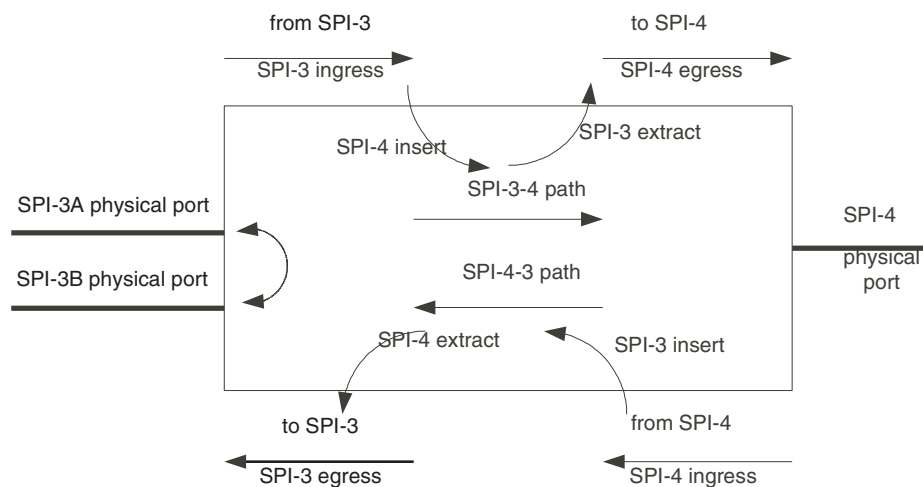 from SPI-3
to SPI-4
SPI-3 ingress
SPI-4 egress
SPI-4 insert
SPI-3 extract
SPI-3-4 path
SPI-3A physical port
SPI-4
physical
port
SPI-3B physical port
SPI-4-3 path
SPI-4 extract
SPI-3 insert
to SPI-3
from SPI-4
SPI-3 egress
SPI-4 ingress